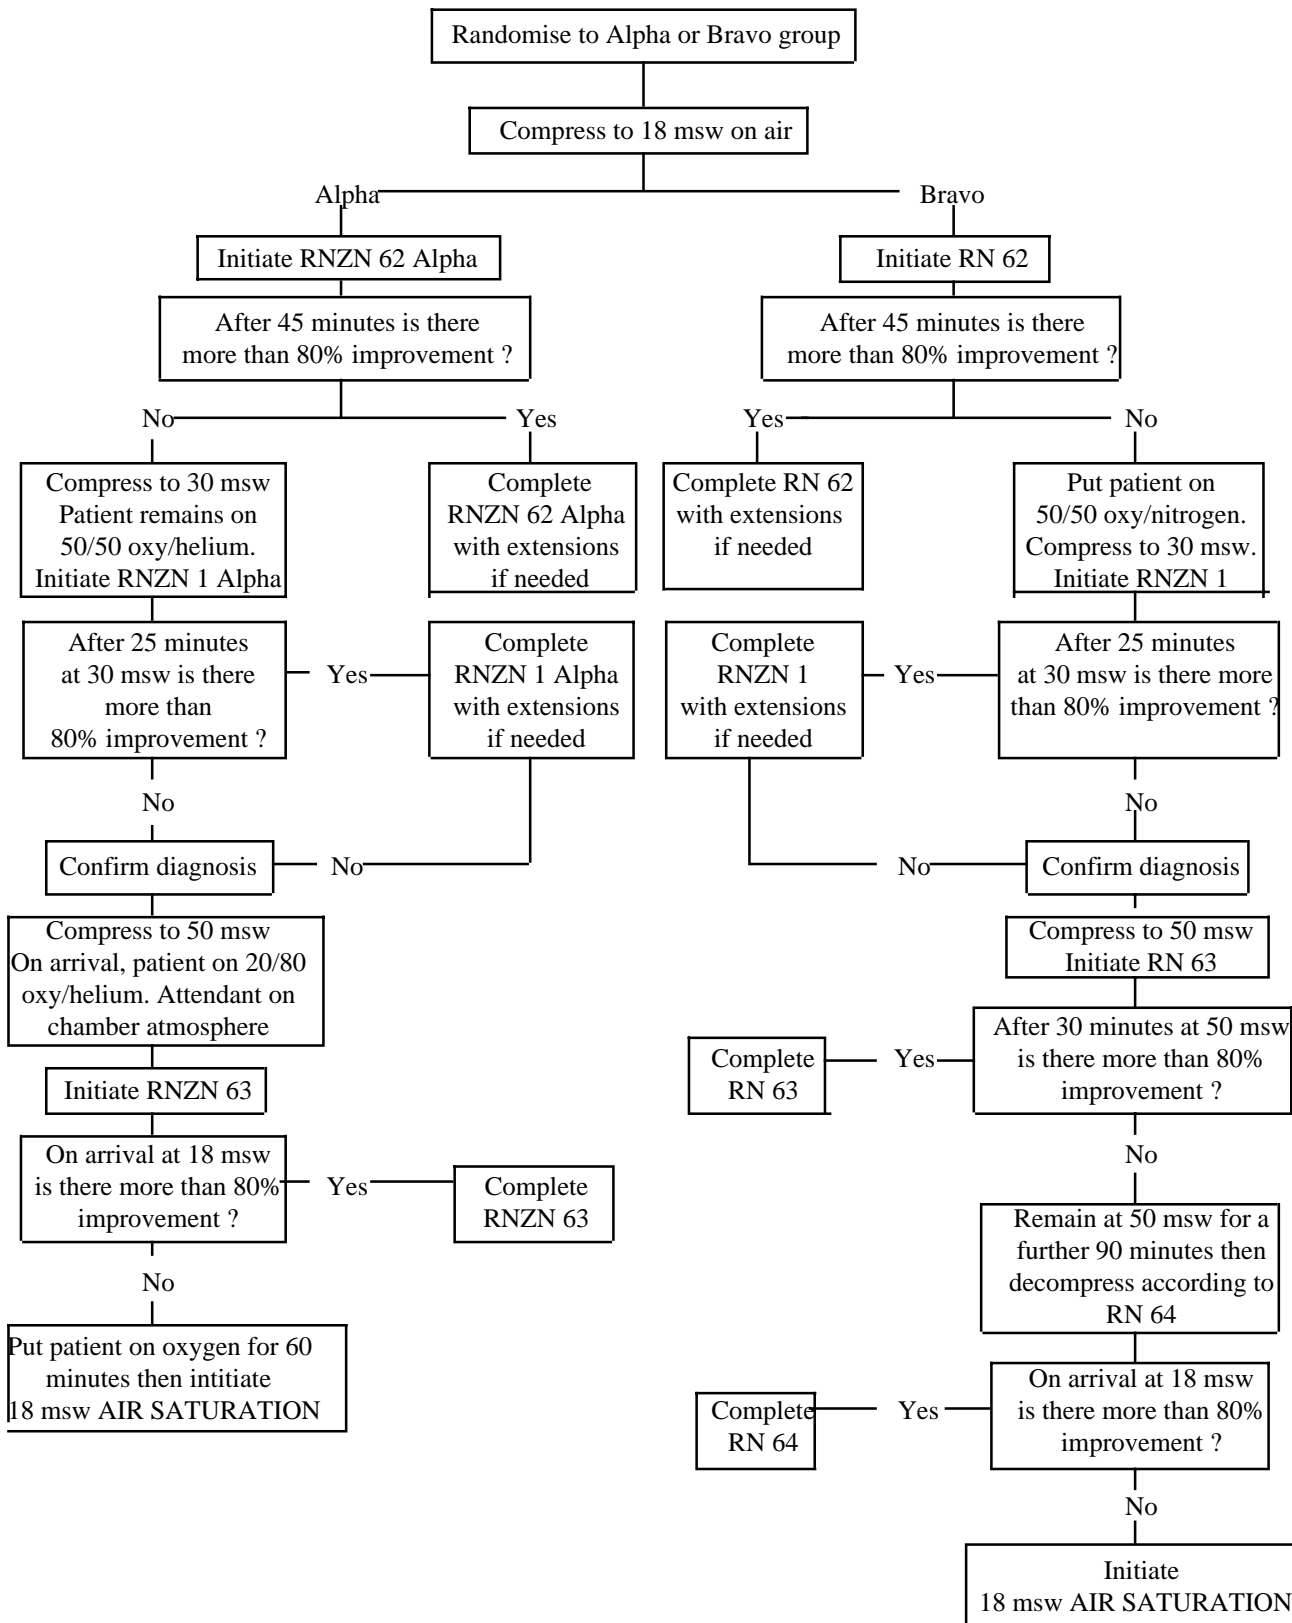 Randomise to Alpha or Bravo group
Compress to 18 msw on air
Alpha
Bravo
Initiate RNZN 62 Alpha
Initiate RN 62
After 45 minutes is there
more than 80% improvement ?
After 45 minutes is there
more than 80% improvement ?
No
Yes
Yes
No
Compress to 30 msw
Patient remains on
50/50 oxy/helium.
Initiate RNZN 1 Alpha
Complete
RNZN 62 Alpha
with extensions
if needed
Complete RN 62
with extensions
if needed
Put patient on
50/50 oxy/nitrogen.
Compress to 30 msw.
Initiate RNZN 1
After 25 minutes
at 30 msw is there
more than
80% improvement ?
Yes
Complete
RNZN 1 Alpha
with extensions
if needed
Complete
RNZN 1
with extensions
if needed
Yes
After 25 minutes
at 30 msw is there more
than 80% improvement ?
No
No
Confirm diagnosis
No
No
Confirm diagnosis
Compress to 50 msw
On arrival, patient on 20/80
oxy/helium. Attendant on
chamber atmosphere
Compress to 50 msw
Initiate RN 63
Initiate RNZN 63
Complete
RN 63
Yes
After 30 minutes at 50 msw
is there more than 80%
improvement ?
On arrival at 18 msw
is there more than 80%
improvement ?
Yes
Complete
RNZN 63
No
Remain at 50 msw for a
further 90 minutes then
decompress according to
RN 64
No
Put patient on oxygen for 60
minutes then intitiate
18 msw AIR SATURATION
Complete
RN 64
Yes
On arrival at 18 msw
is there more than 80%
improvement ?
No
Initiate
18 msw AIR SATURATION